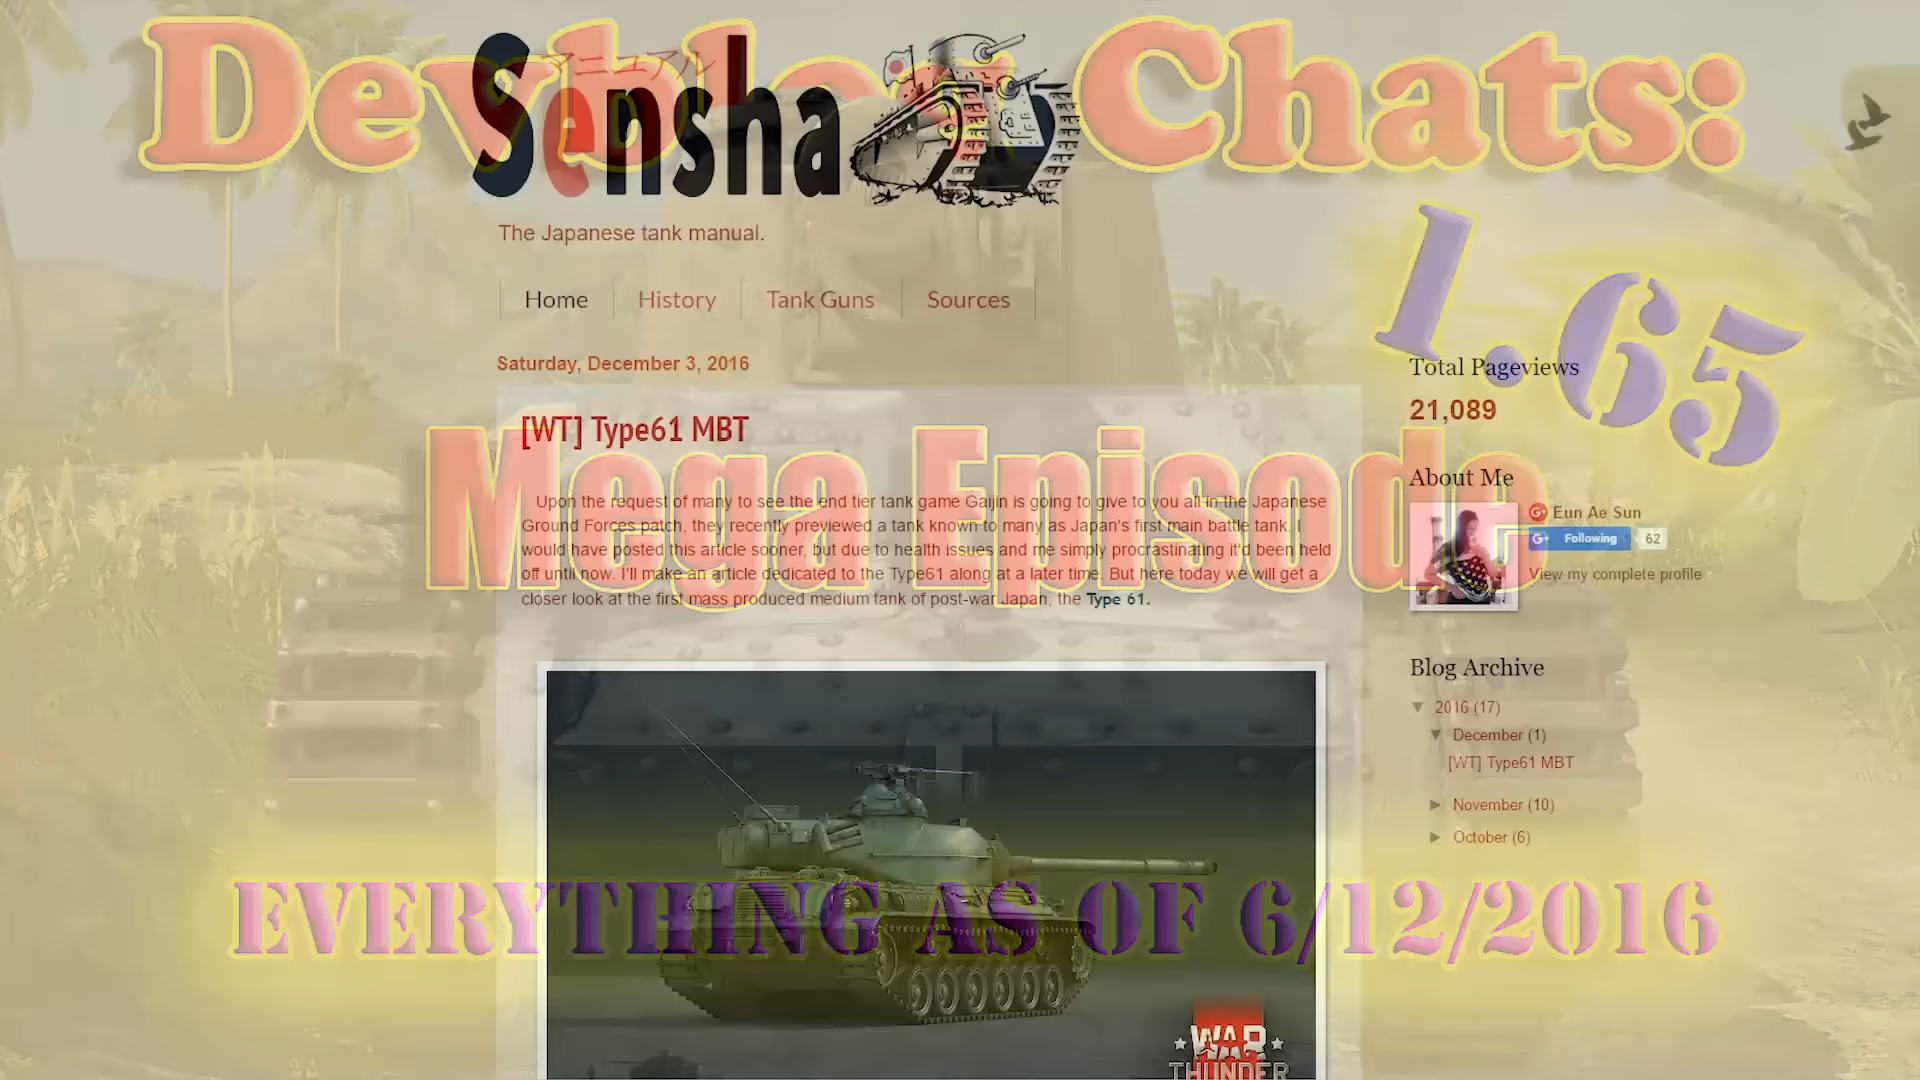 Devblog Chats:
マニュアル
Sensha
The Japanese tank manual.
1.65
Home
History
Tank Guns
Sources
Saturday, December 3, 2016
Total Pageviews
21,089
[WT] Type61 MBT
Mega Episode
About Me
Upon the request of many to see the end tier tank game Gaijin is going to give to you all in the Japanese
Ground Forces patch, they recently previewed a tank known to many as Japan's first main battle tank. I
would have posted this article sooner, but due to health issues and me simply procrastinating it'd been held
off until now. I'll make an article dedicated to the Type61 along at a later time. But here today we will get a
closer look at the first mass produced medium tank of post-war Japan, the Type 61.
Eun Ae Sun
Following
62
View my complete profile
Blog Archive
▼ 2016 (17)
▼ December (1)
[WT] Type61 MBT
► November (10)
► October (6)
EVERYTHING AS OF 6/12/2016
WAR
THUNDER